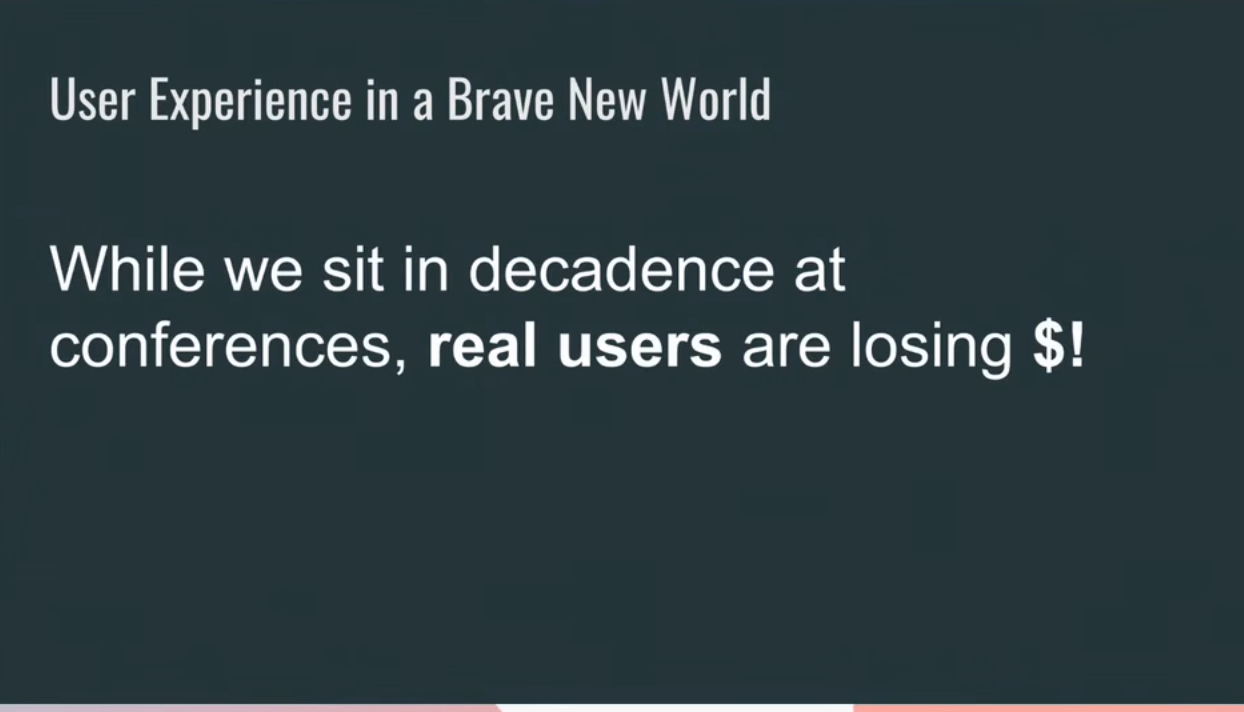 User Experience in a Brave New World
While we sit in decadence at
conferences, real users are losing $!